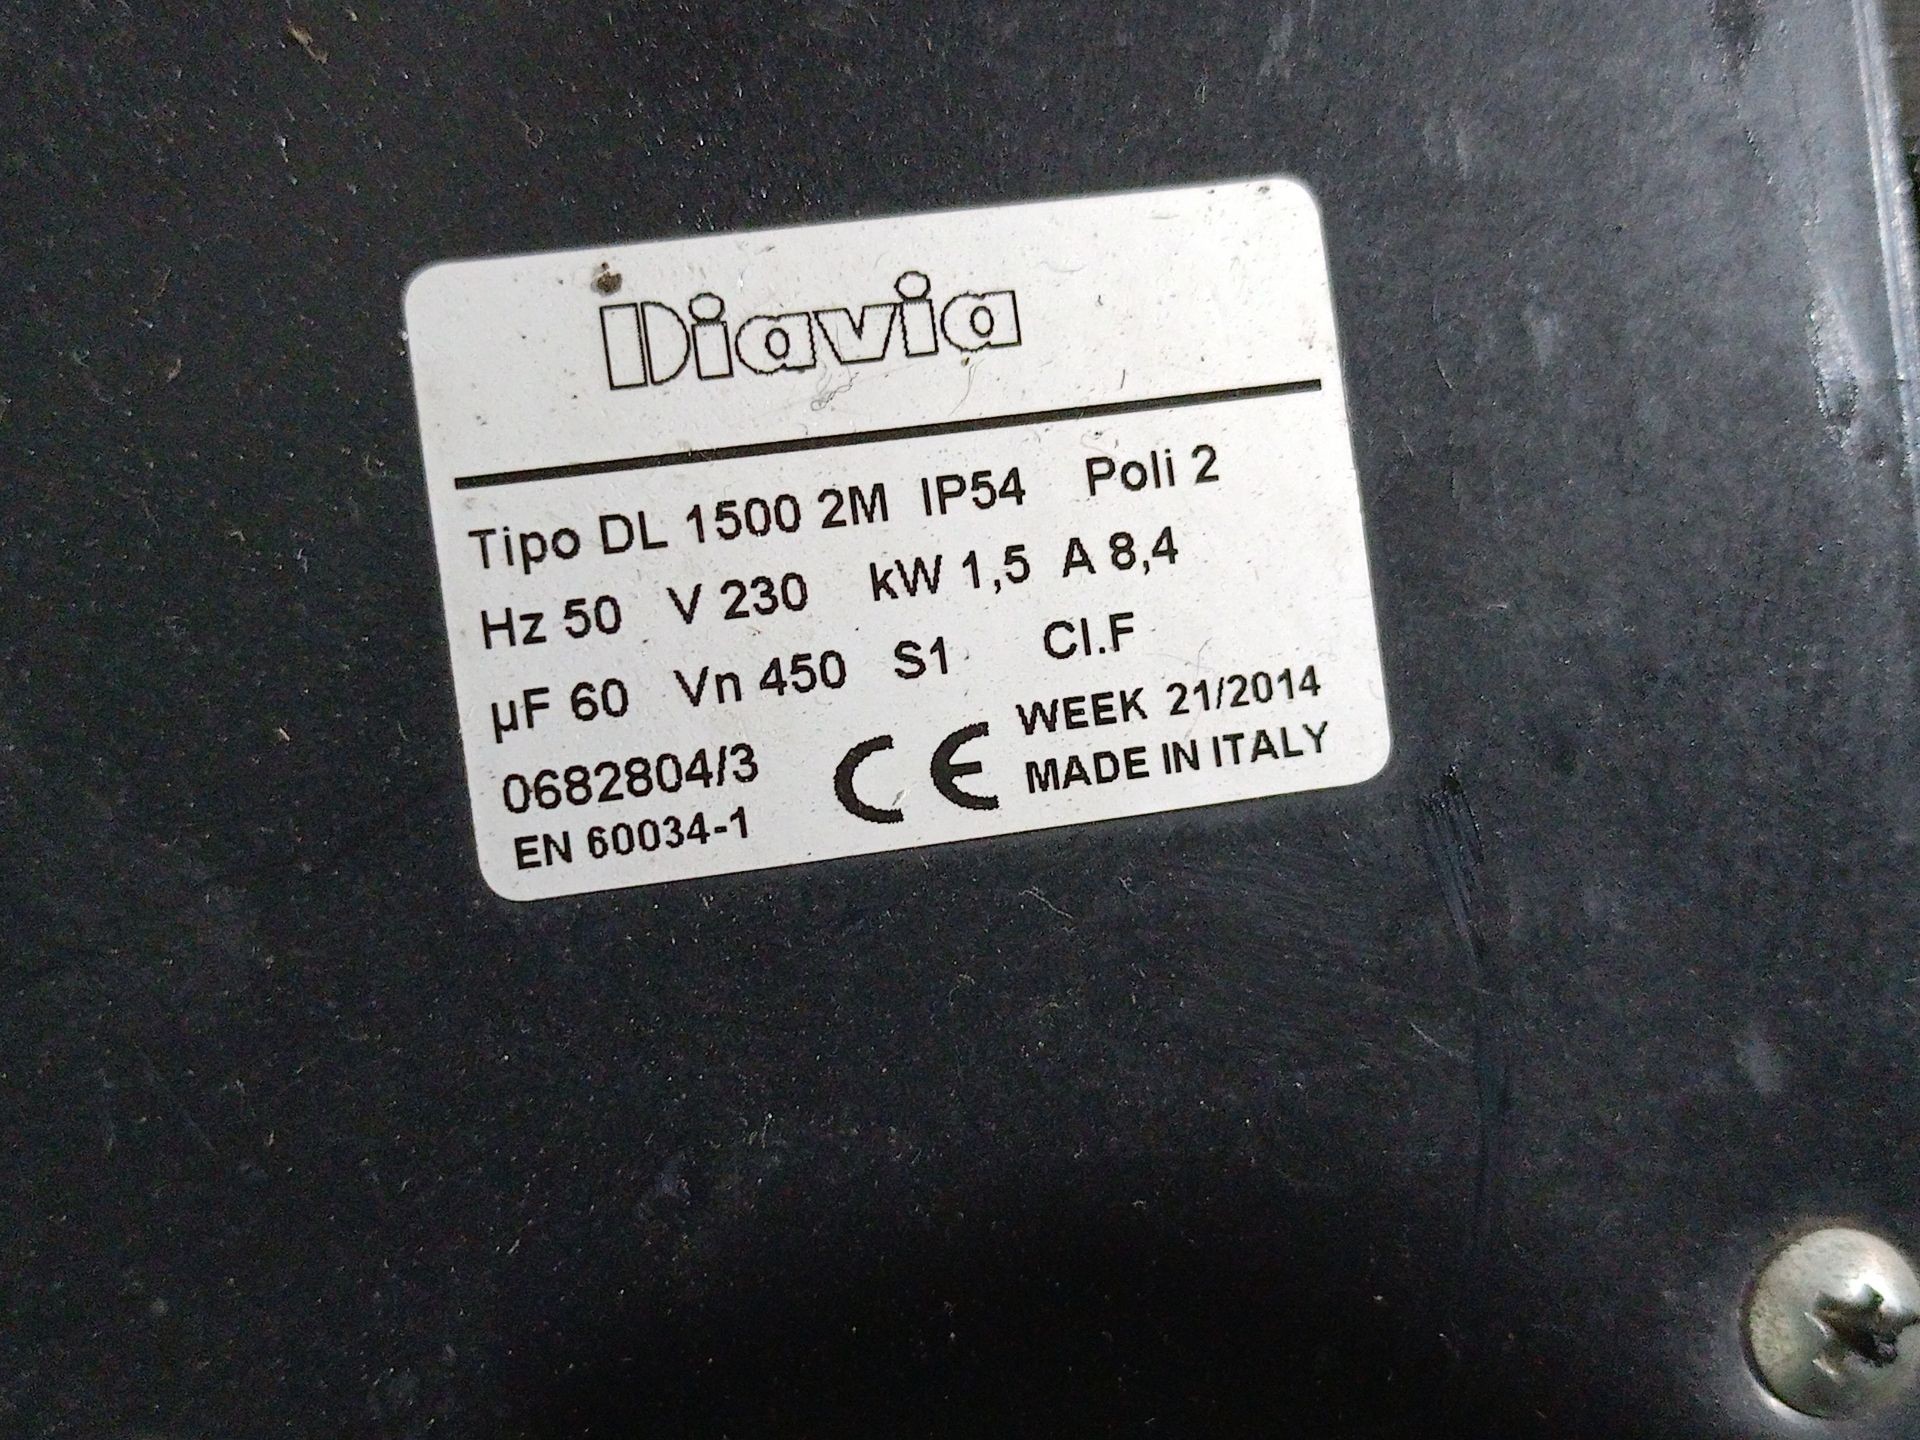 Diavia
Tipo DL 1500 2M IP54 Poli 2
Hz 50 V 230 kW 1,5 A 8,4
µF 60 Vn 450 S1 Cl.F
0682804/3 CE WEEK 21/2014
EN 60034-1 MADE IN ITALY